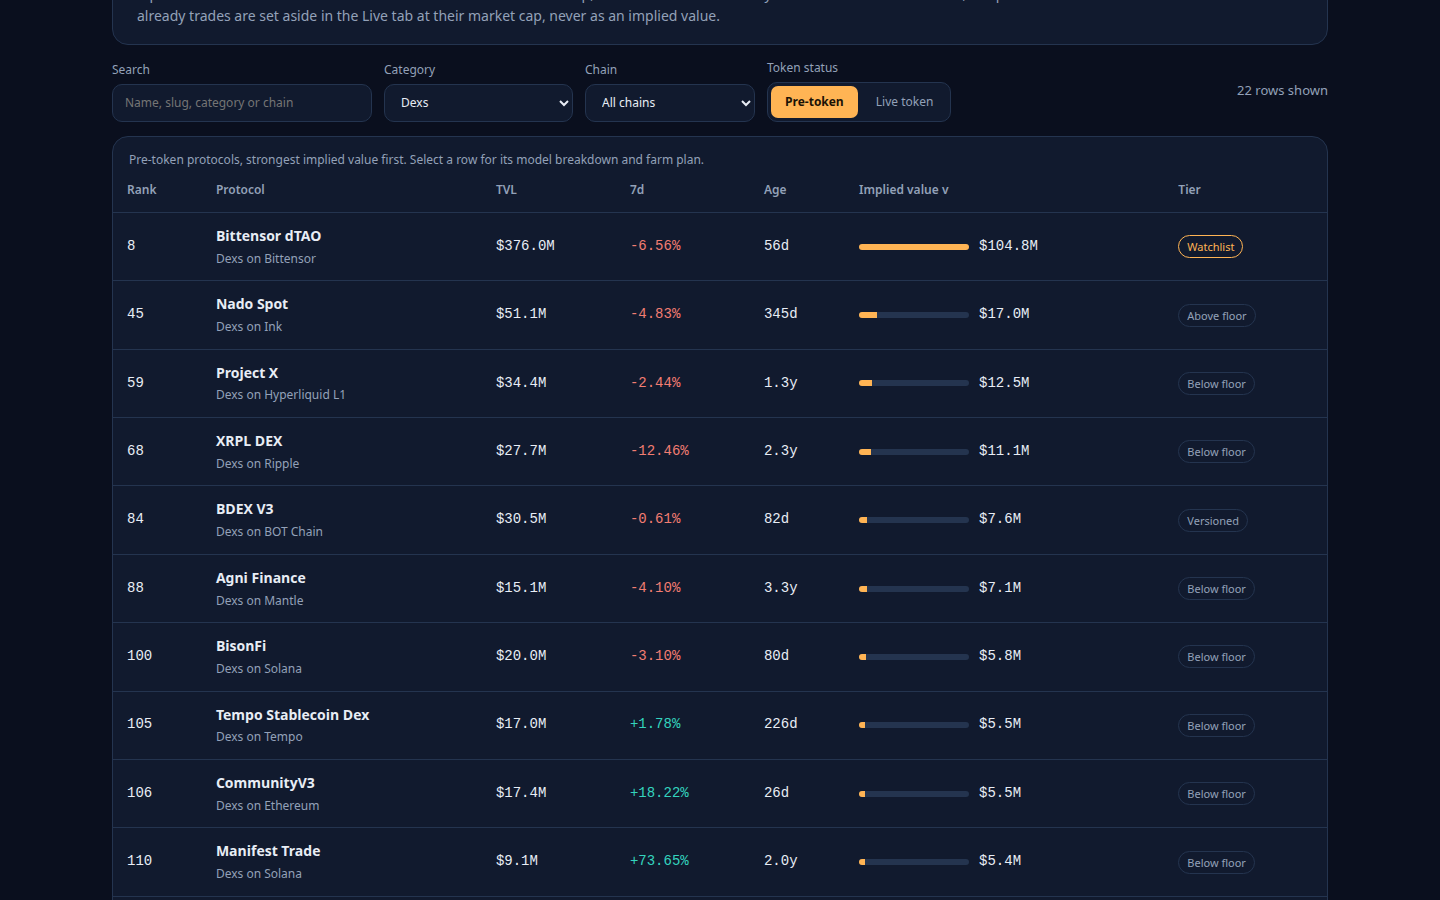 already trades are set aside in the Live tab at their market cap, never as an implied value.
Search
Category
Chain
Token status
Name, slug, category or chain
Dexs
All chains
Pre-token
Live token
22 rows shown
Pre-token protocols, strongest implied value first. Select a row for its model breakdown and farm plan.
Rank Protocol TVL 7d Age Implied value v Tier
8 Bittensor dTAO $376.0M -6.56% 56d $104.8M Watchlist
Dexs on Bittensor
45 Nado Spot $51.1M -4.83% 345d $17.0M Above floor
Dexs on Ink
59 Project X $34.4M -2.44% 1.3y $12.5M Below floor
Dexs on Hyperliquid L1
68 XRPL DEX $27.7M -12.46% 2.3y $11.1M Below floor
Dexs on Ripple
84 BDEX V3 $30.5M -0.61% 82d $7.6M Versioned
Dexs on BOT Chain
88 Agni Finance $15.1M -4.10% 3.3y $7.1M Below floor
Dexs on Mantle
100 BisonFi $20.0M -3.10% 80d $5.8M Below floor
Dexs on Solana
105 Tempo Stablecoin Dex $17.0M +1.78% 226d $5.5M Below floor
Dexs on Tempo
106 CommunityV3 $17.4M +18.22% 26d $5.5M Below floor
Dexs on Ethereum
110 Manifest Trade $9.1M +73.65% 2.0y $5.4M Below floor
Dexs on Solana